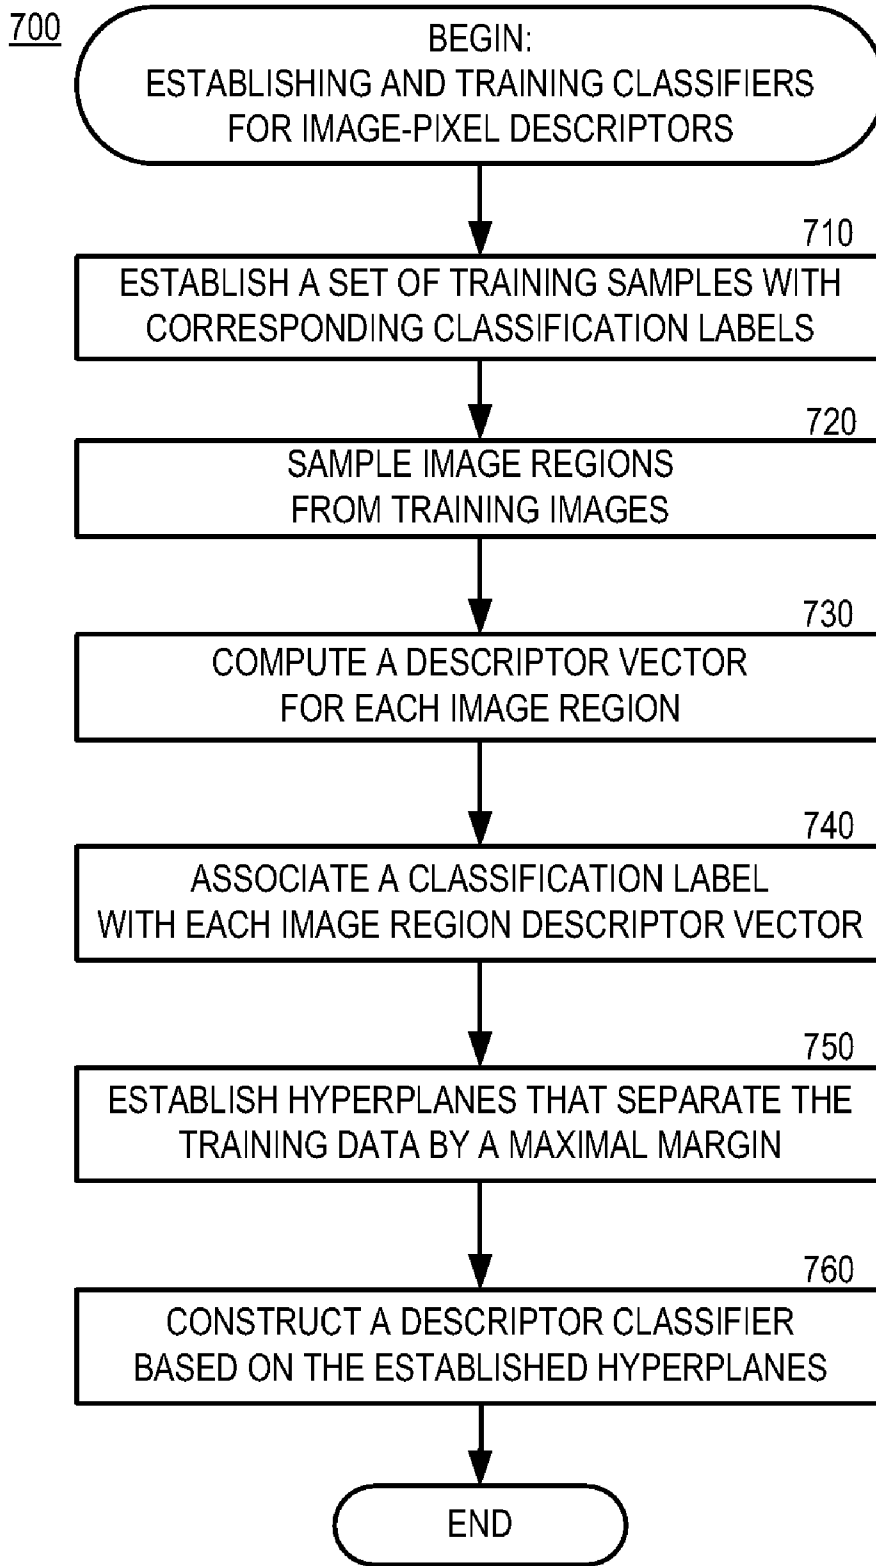 700
BEGIN:
ESTABLISHING AND TRAINING CLASSIFIERS
FOR IMAGE-PIXEL DESCRIPTORS
710
ESTABLISH A SET OF TRAINING SAMPLES WITH
CORRESPONDING CLASSIFICATION LABELS
720
SAMPLE IMAGE REGIONS
FROM TRAINING IMAGES
730
COMPUTE A DESCRIPTOR VECTOR
FOR EACH IMAGE REGION
740
ASSOCIATE A CLASSIFICATION LABEL
WITH EACH IMAGE REGION DESCRIPTOR VECTOR
750
ESTABLISH HYPERPLANES THAT SEPARATE THE
TRAINING DATA BY A MAXIMAL MARGIN
760
CONSTRUCT A DESCRIPTOR CLASSIFIER
BASED ON THE ESTABLISHED HYPERPLANES
END